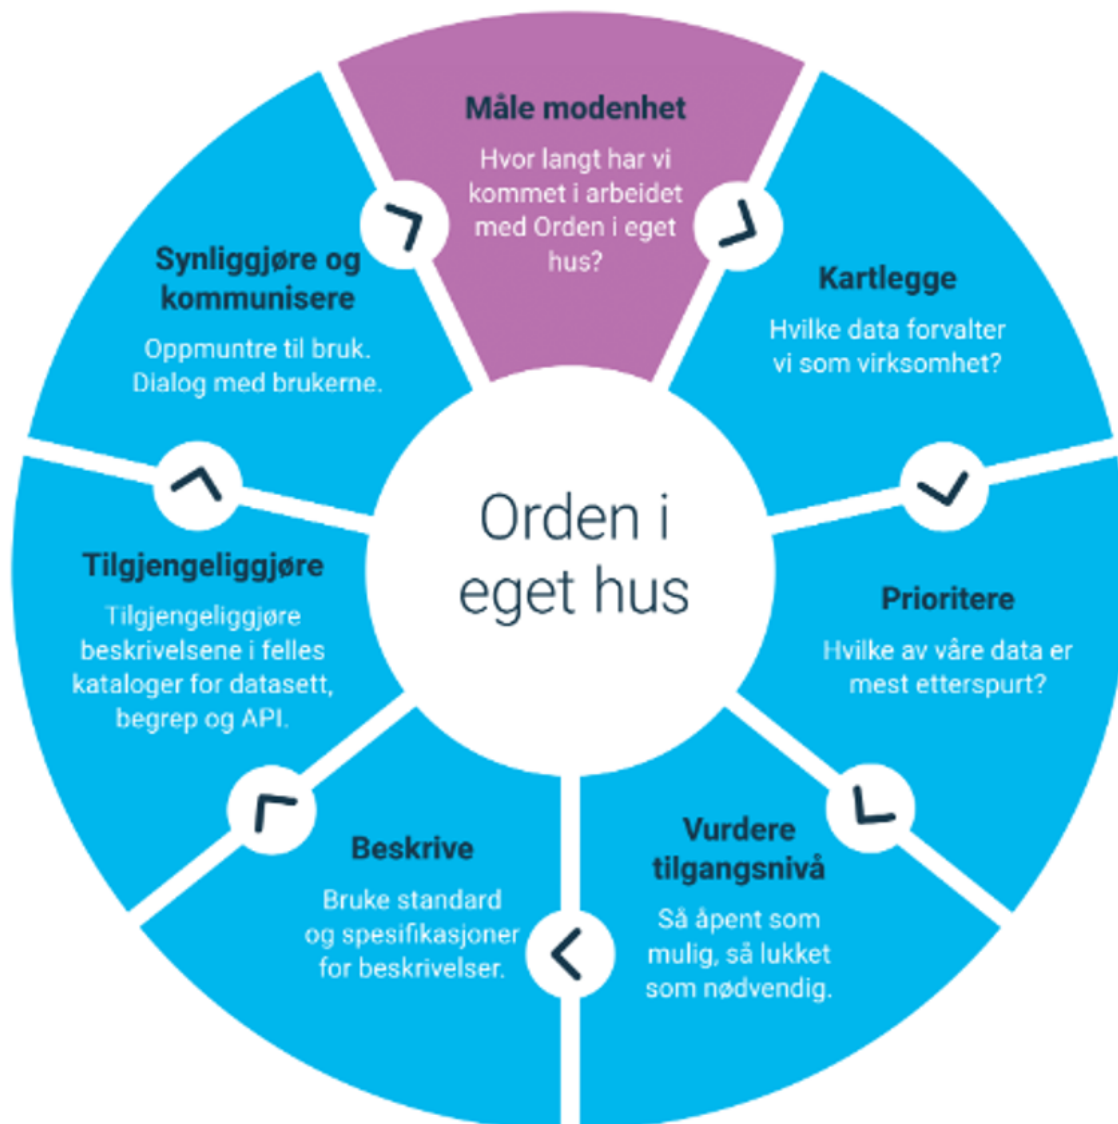 Måle modenhet
Hvor langt har vi
kommet i arbeidet
med Orden i eget
hus?
Kartlegge
Hvilke data forvalter
vi som virksomhet?
Prioritere
Hvilke av våre data er
mest etterspurt?
Vurdere
tilgangsnivå
Så åpent som
mulig, så lukket
som nødvendig.
Beskrive
Bruke standard
og spesifikasjoner
for beskrivelser.
Tilgjengeliggjøre
Tilgjengeliggjøre
beskrivelsene i felles
kataloger for datasett,
begrep og API.
Synliggjøre og
kommunisere
Oppmuntre til bruk.
Dialog med brukerne.
Orden i
eget hus